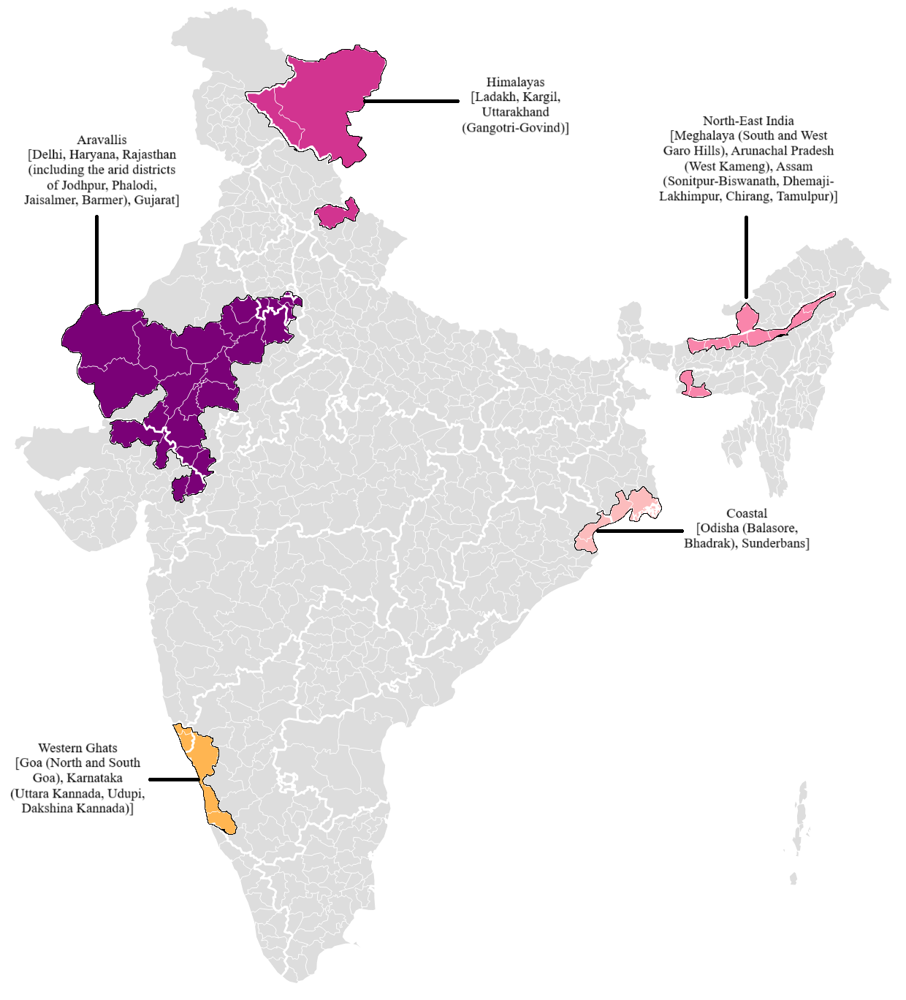 Himalayas
[Ladakh, Kargil,
Uttarakhand
(Gangotri-Govind)]
North-East India
[Meghalaya (South and West
Garo Hills), Arunachal Pradesh
(West Kameng), Assam
(Sonitpur-Biswanath, Dhemaji-
Lakhimpur, Chirang, Tamulpur)]
Aravallis
[Delhi, Haryana, Rajasthan
(including the arid districts
of Jodhpur, Phalodi,
Jaisalmer, Barmer), Gujarat]
Coastal
[Odisha (Balasore,
Bhadrak), Sunderbans]
Western Ghats
[Goa (North and South
Goa), Karnataka
(Uttara Kannada, Udupi,
Dakshina Kannada)]